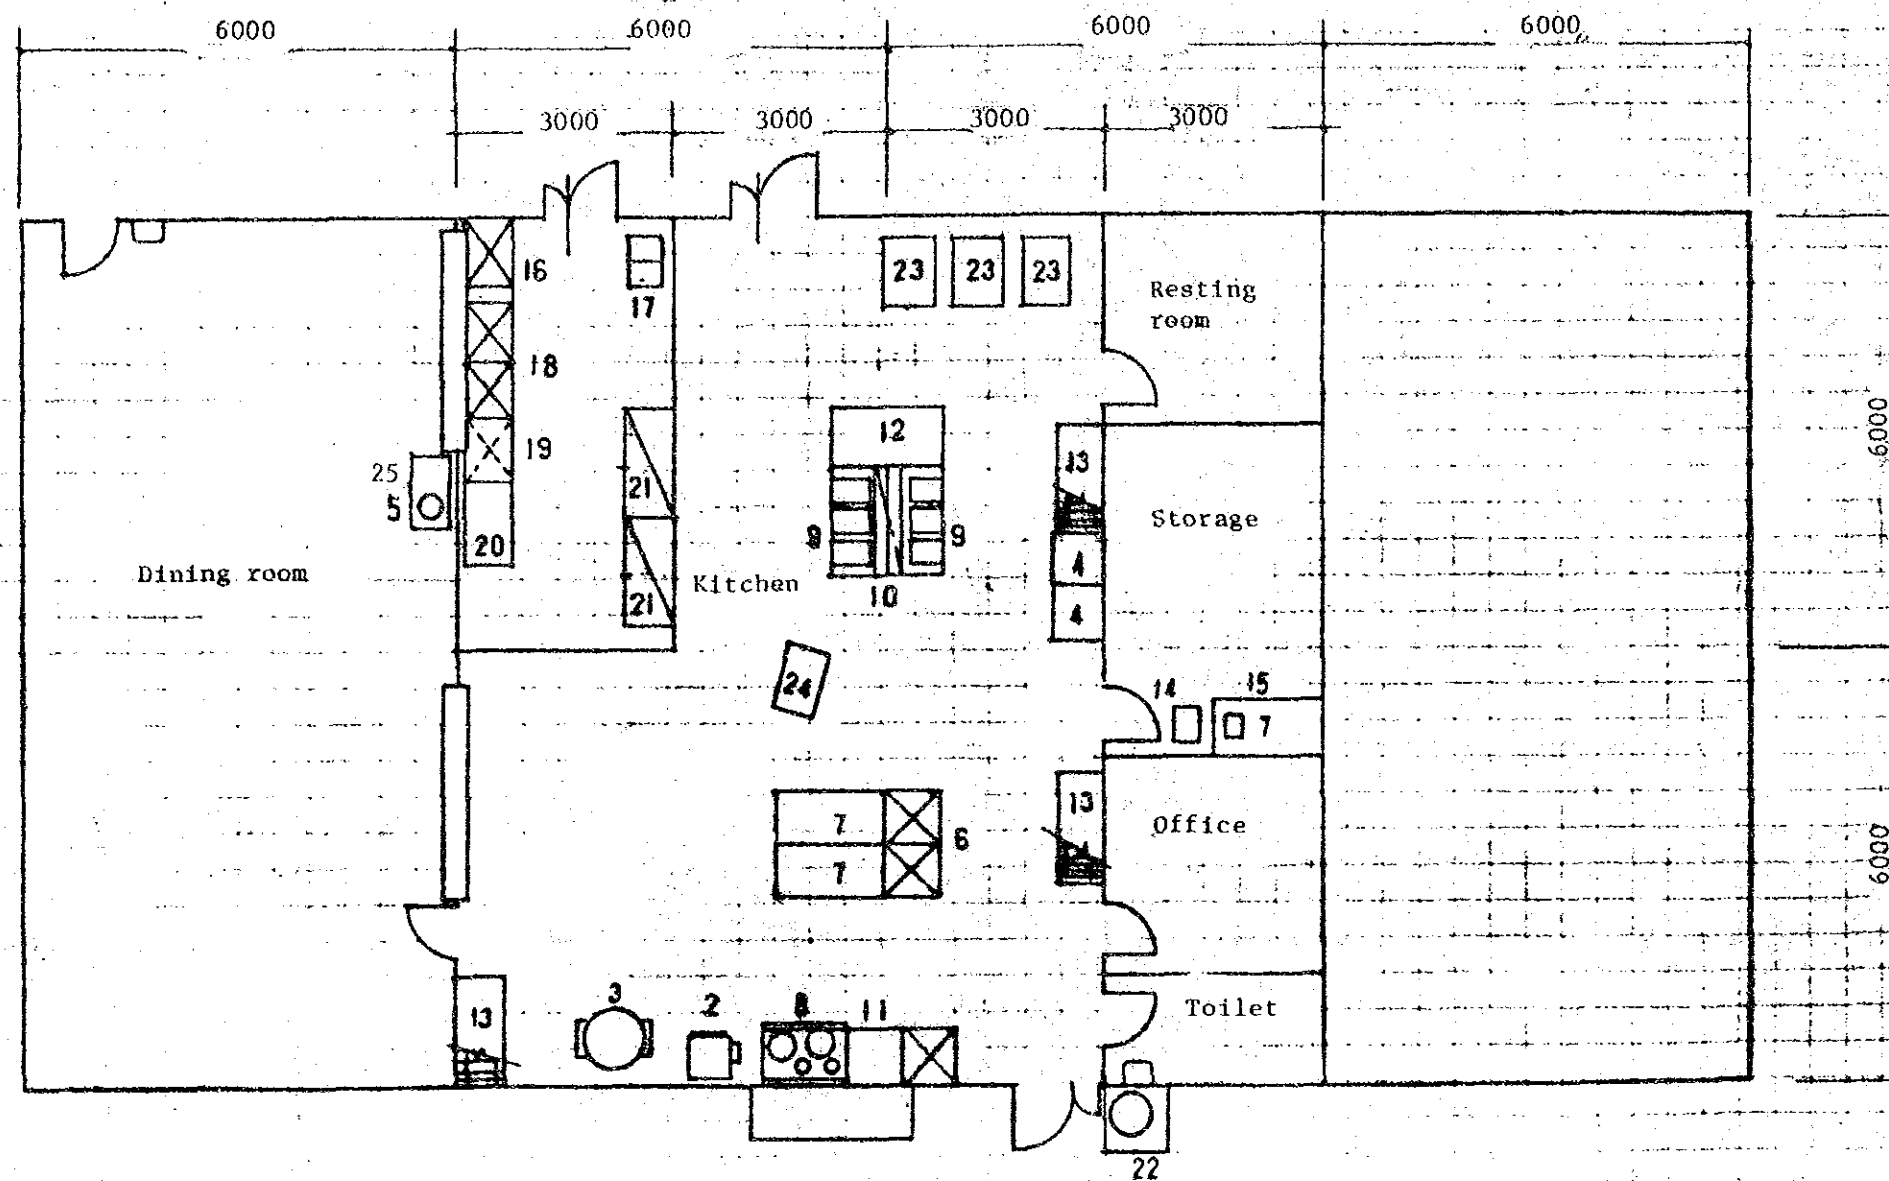 6000 6000 6000 6000
3000 3000 3000 3000
16
17
23 23 23
Resting
room
18
12
19
25
5
21
13
20
9 9
Storage
4
Dining room
Kitchen
10
21
4
24
14 15
7
13
7
6
Office
7
3 2 8 11
13
Toilet
22
6000
6000